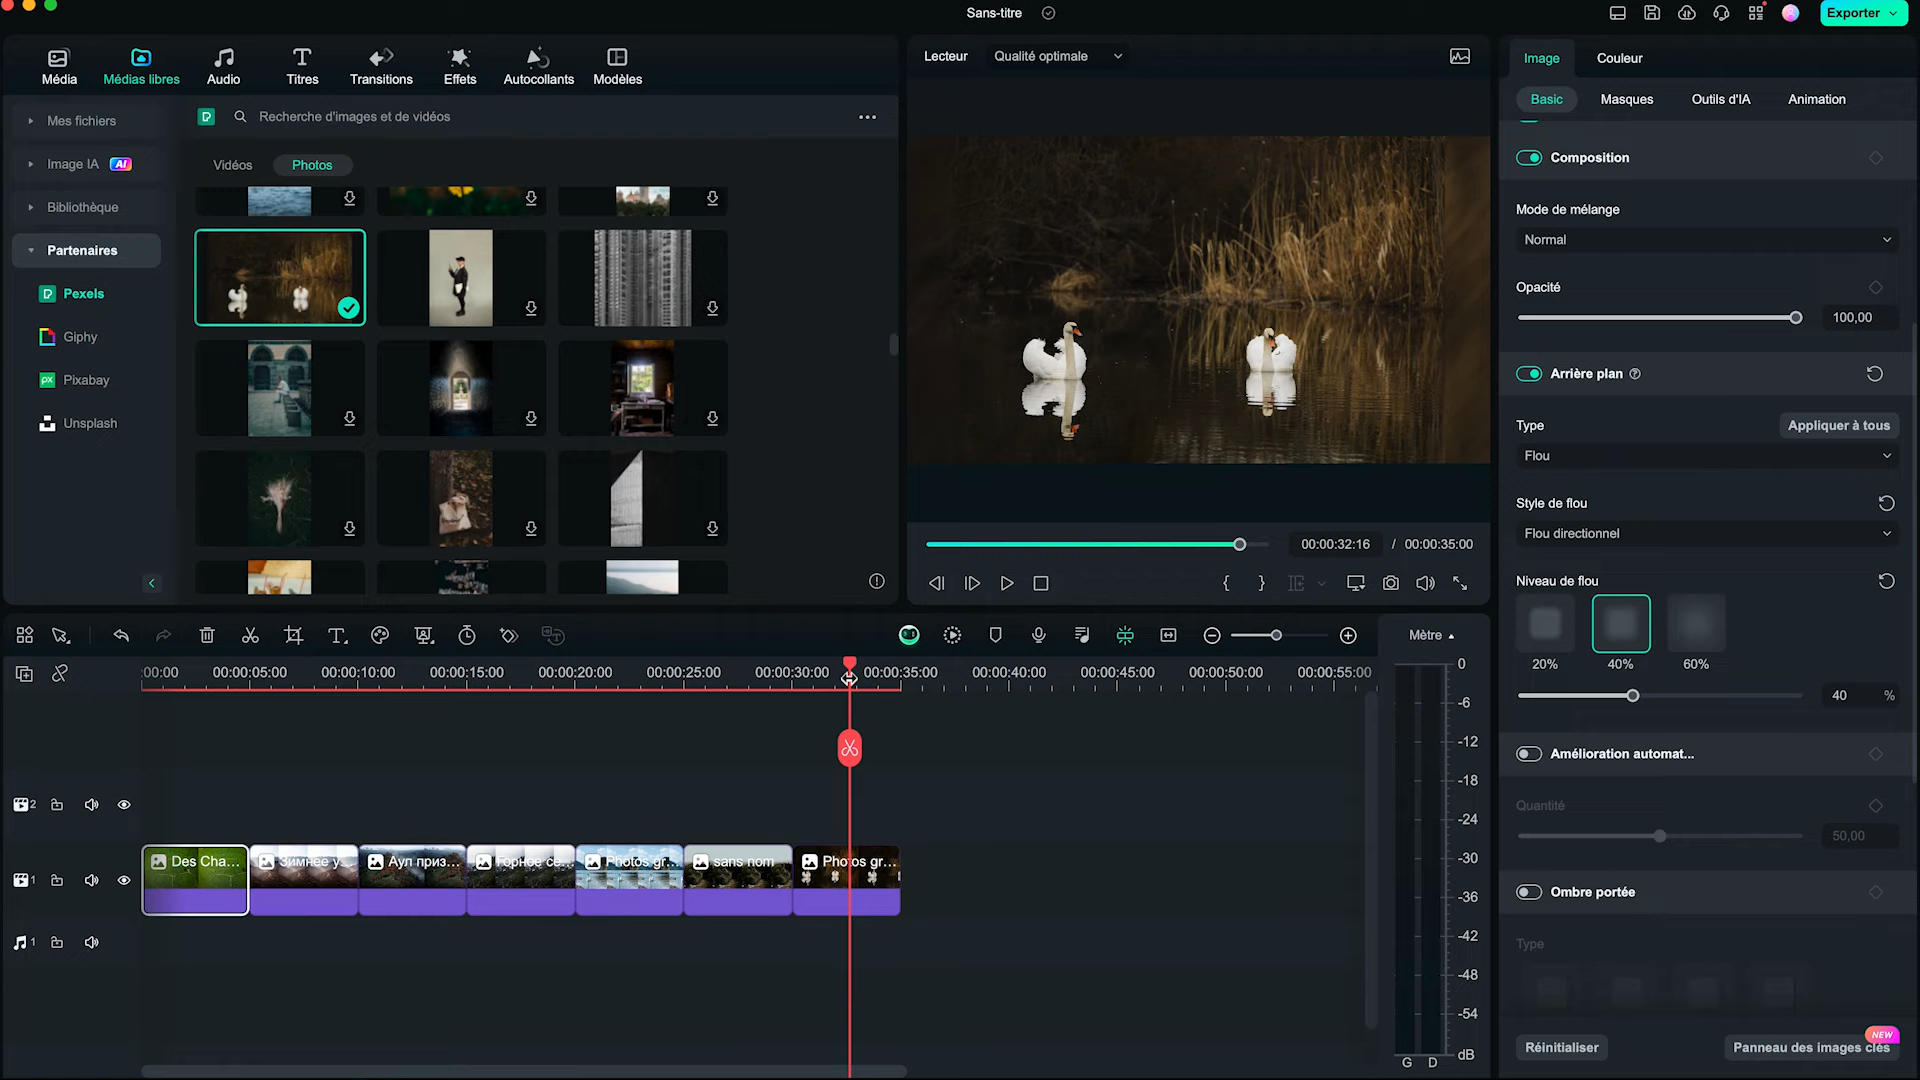 Sans-titre
Exporter
Média
Médias libres
Audio
Titres
Transitions
Effets
Autocollants
Modèles
Lecteur
Qualité optimale
Image
Couleur
Mes fichiers
Recherche d'images et de vidéos
Basic
Masques
Outils d'IA
Animation
Image IA AI
Vidéos
Photos
Composition
Bibliothèque
Mode de mélange
Normal
Partenaires
Pexels
Opacité
100,00
Giphy
Arrière plan
Pixabay
Type
Appliquer à tous
Unsplash
Flou
Style de flou
Flou directionnel
00:00:32:16 / 00:00:35:00
Niveau de flou
20%
40%
60%
40 %
Mètre
:00:00 00:00:05:00 00:00:10:00 00:00:15:00 00:00:20:00 00:00:25:00 00:00:30:00 00:00:35:00 00:00:40:00 00:00:45:00 00:00:50:00 00:00:55:00
0
-6
-12
-18
-24
-30
-36
-42
-48
-54
dB
G D
Amélioration automat...
Quantité
50,00
2
1
Des Cha...
Зимнее у...
Аул приз...
Горное се...
Photos gr...
sans nom
Photos gr...
1
Ombre portée
Type
NEW
Réinitialiser
Panneau des images clés